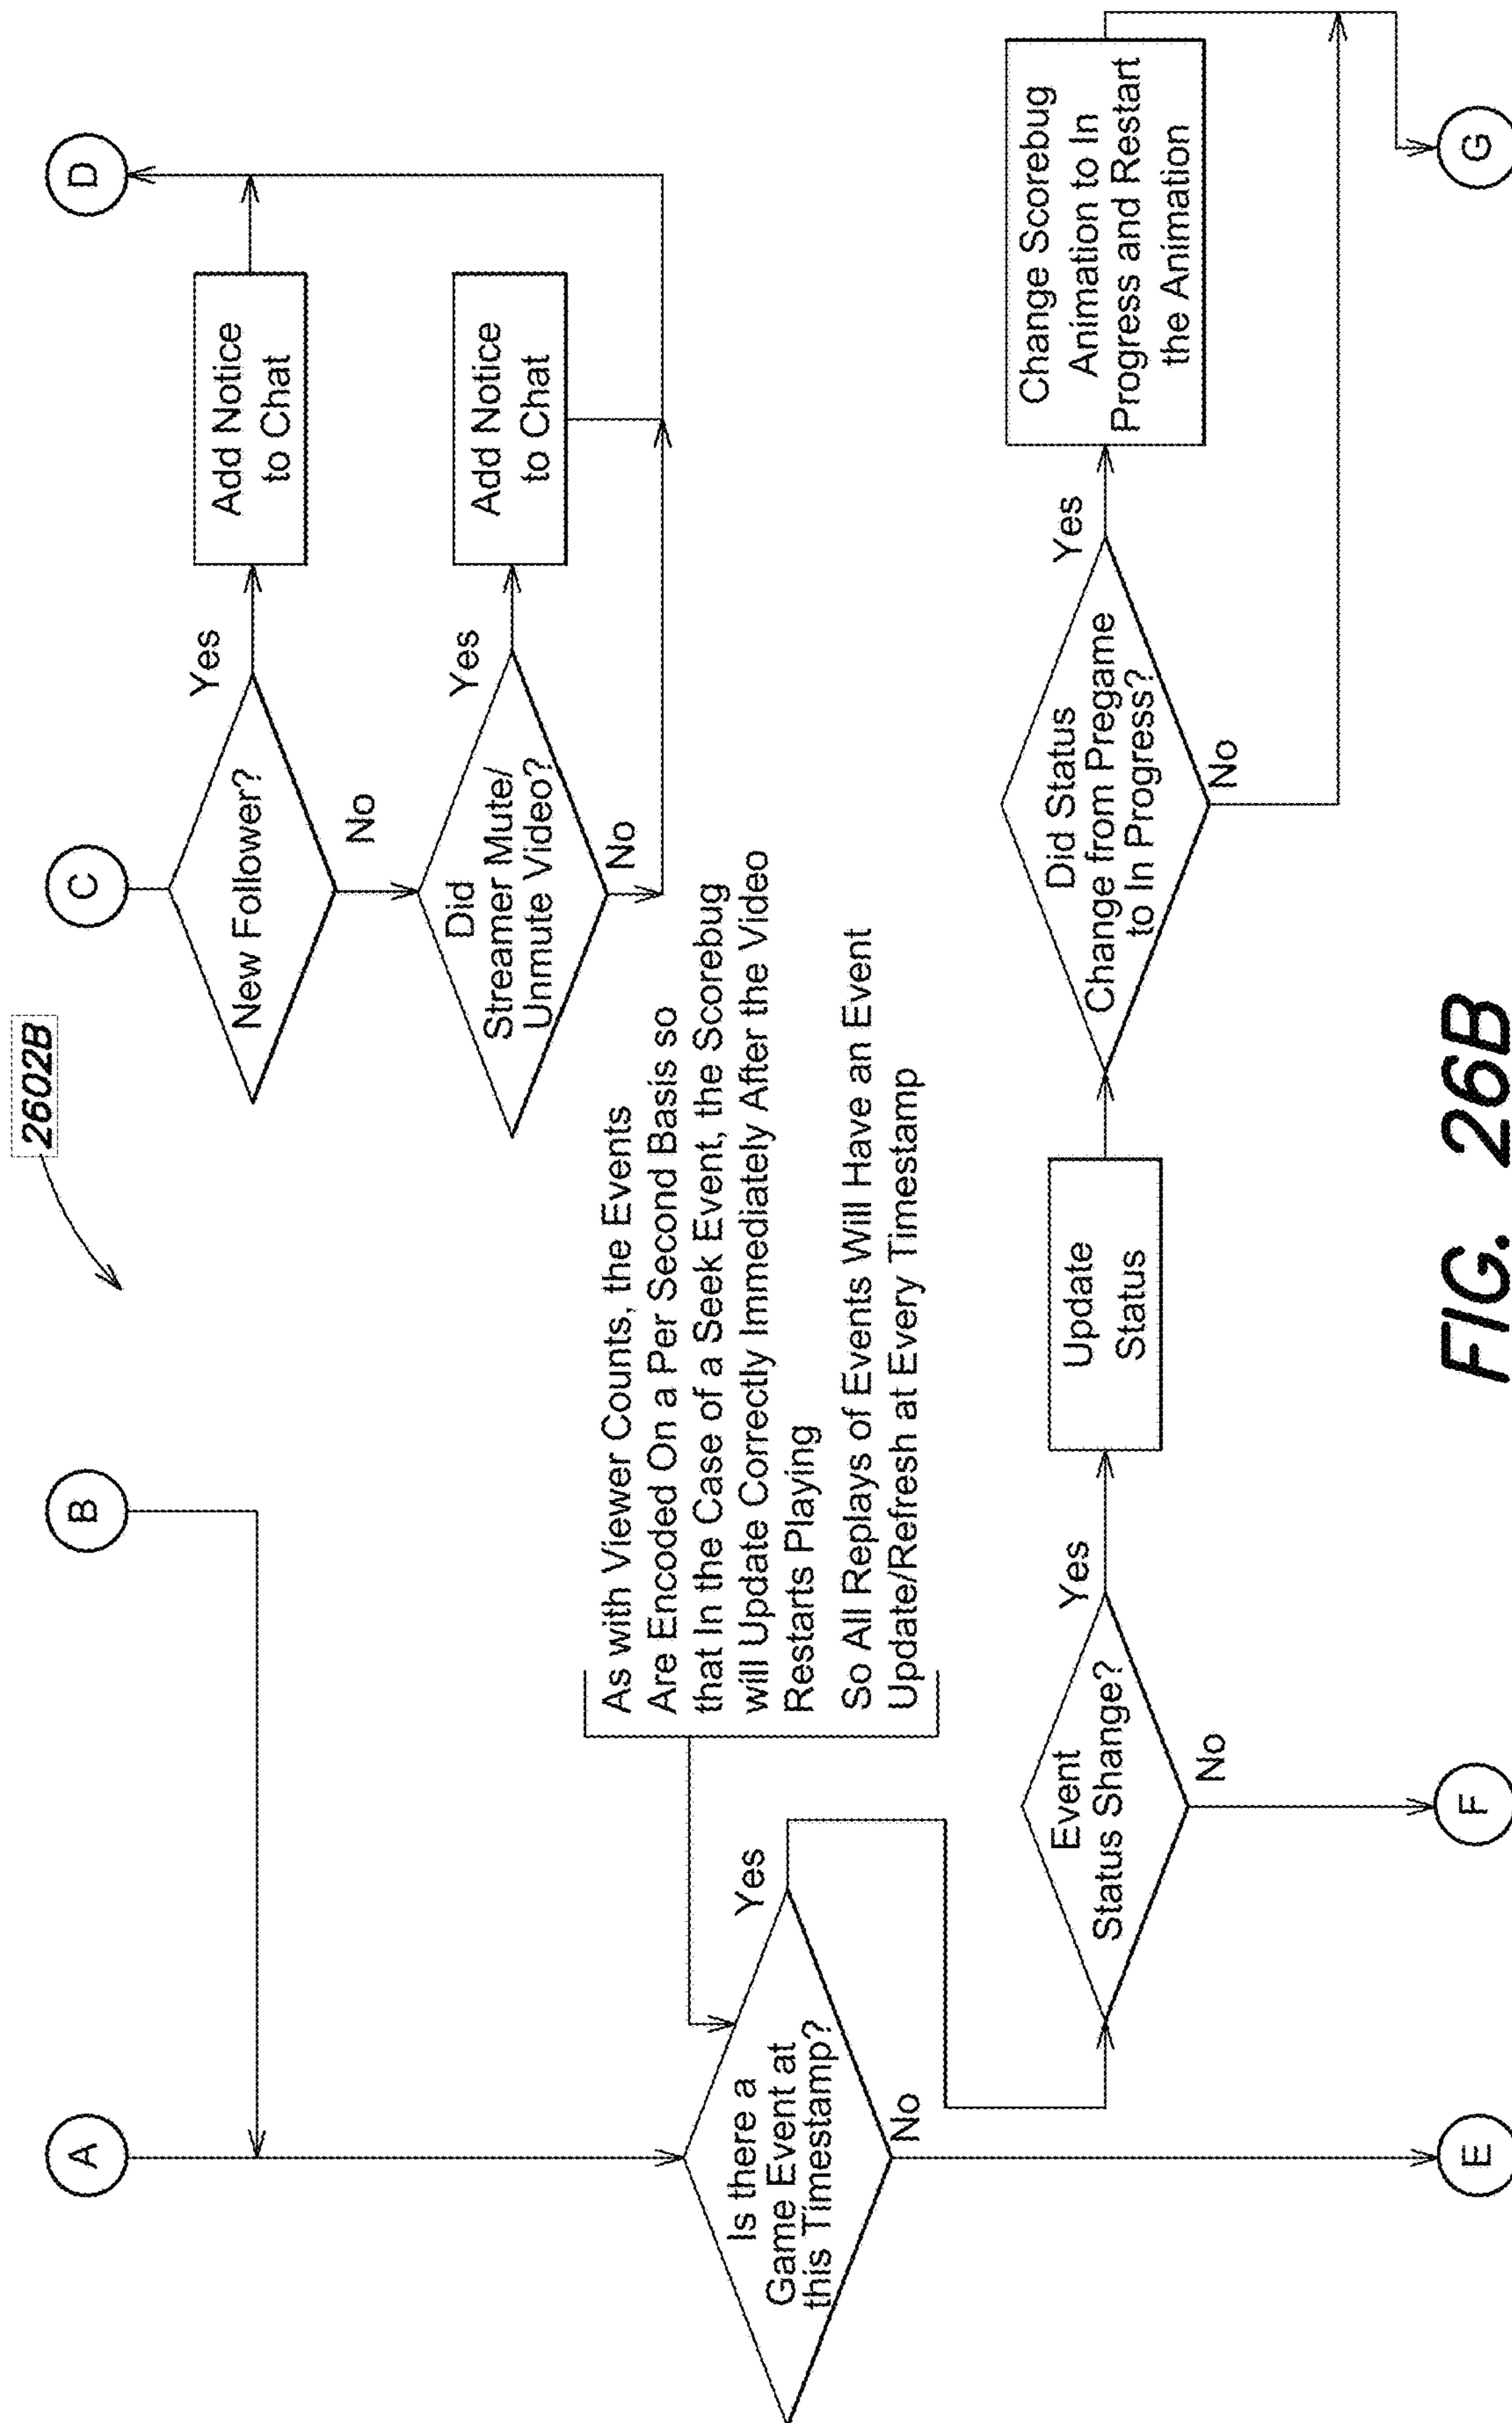 2602B
A
B
C
D
New Follower?
Yes
Add Notice
to Chat
No
Did
Streamer Mute/
Unmute Video?
Yes
Add Notice
to Chat
No
As with Viewer Counts, the Events
Are Encoded On a Per Second Basis so
that In the Case of a Seek Event, the Scorebug
will Update Correctly Immediately After the Video
Restarts Playing
So All Replays of Events Will Have an Event
Update/Refresh at Every Timestamp
Is there a
Game Event at
this Timestamp?
Yes
No
Event
Status Shange?
Yes
No
Update
Status
Did Status
Change from Pregame
to In Progress?
Yes
No
Change Scorebug
Animation to In
Progress and Restart
the Animation
E
F
G
FIG. 26B